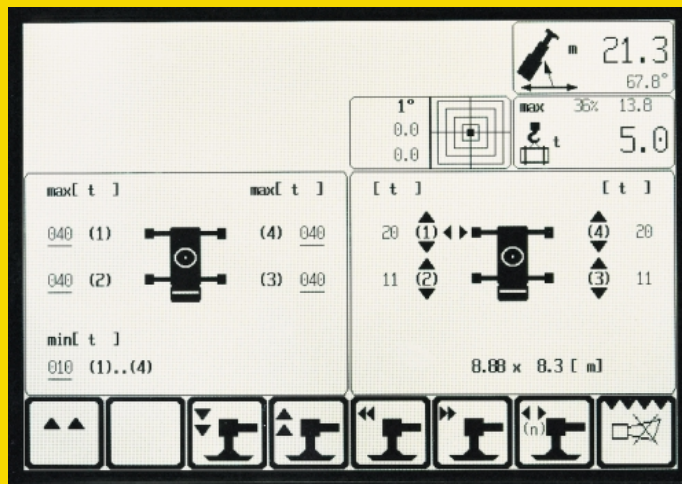 m 21.3
67.8°
1°
0.0
0.0
max 36% 13.8
t 5.0
max[ t ] max[ t ]
040 (1) (4) 040
040 (2) (3) 040
min[ t ]
010 (1)..(4)
[ t ] [ t ]
20 (1) (4) 20
11 (2) (3) 11
8.88 x 8.3 [ m]
(n)